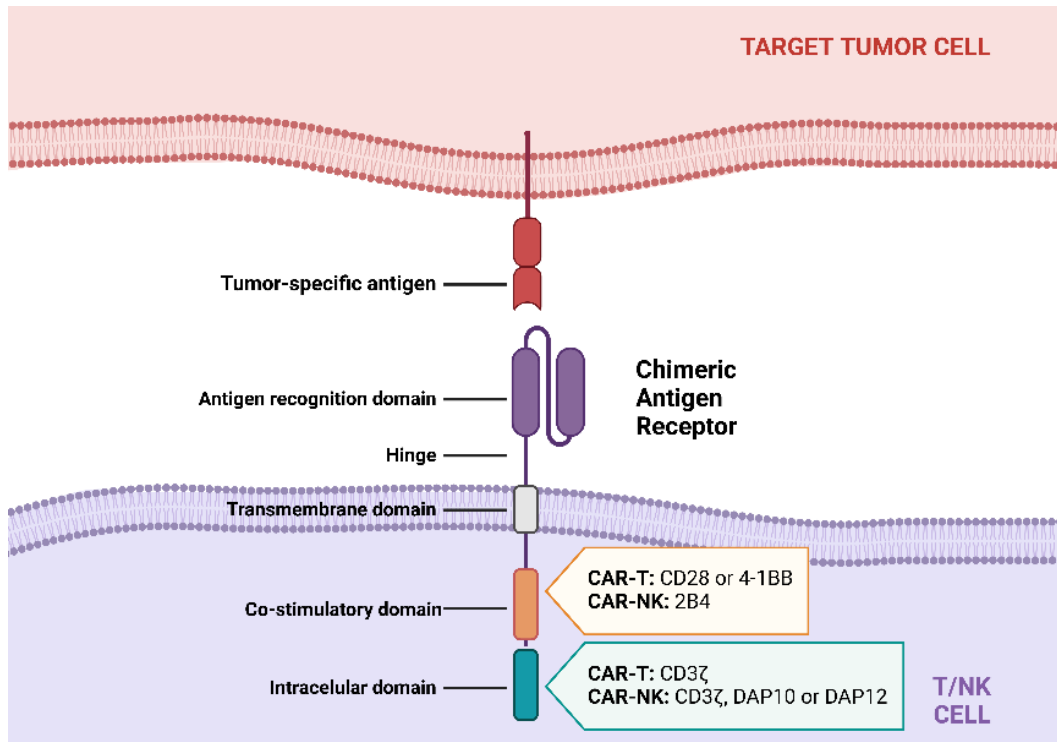 TARGET TUMOR CELL
Tumor-specific antigen
Chimeric
Antigen
Receptor
Antigen recognition domain
Hinge
Transmembrane domain
CAR-T: CD28 or 4-1BB
CAR-NK: 2B4
Co-stimulatory domain
CAR-T: CD3ζ
CAR-NK: CD3ζ, DAP10 or DAP12
Intracelular domain
T/NK
CELL